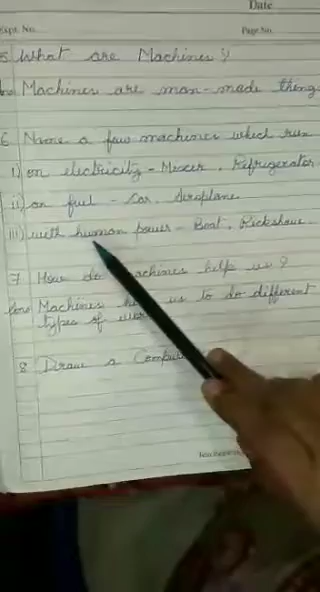 Date
Expt. No.
Page No.
5 What are Machines?
Ans Machines are man-made thing
6 Name a few machines which run
i) on electricity - Mixer, Refrigerator
ii) on fuel - Car, Aeroplane
iii) with human power - Boat, Rickshaw.
7 How do machines help us?
Ans Machines us to do different
types of
8 Draw a Compu